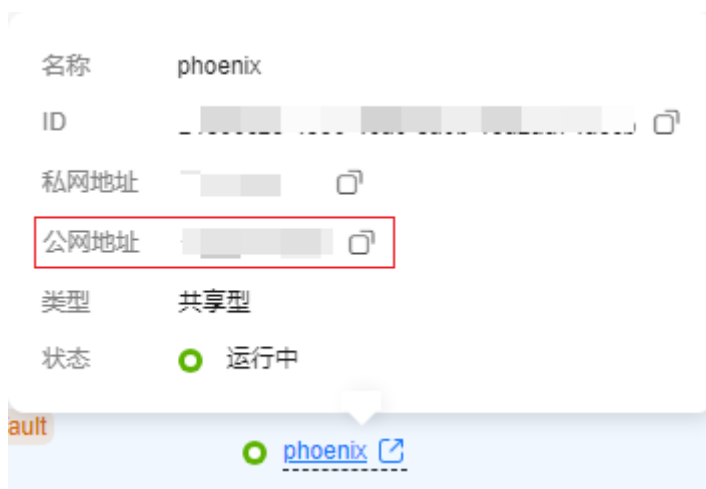 名称 phoenix
ID
私网地址
公网地址
类型 共享型
状态 运行中
ault
phoenix